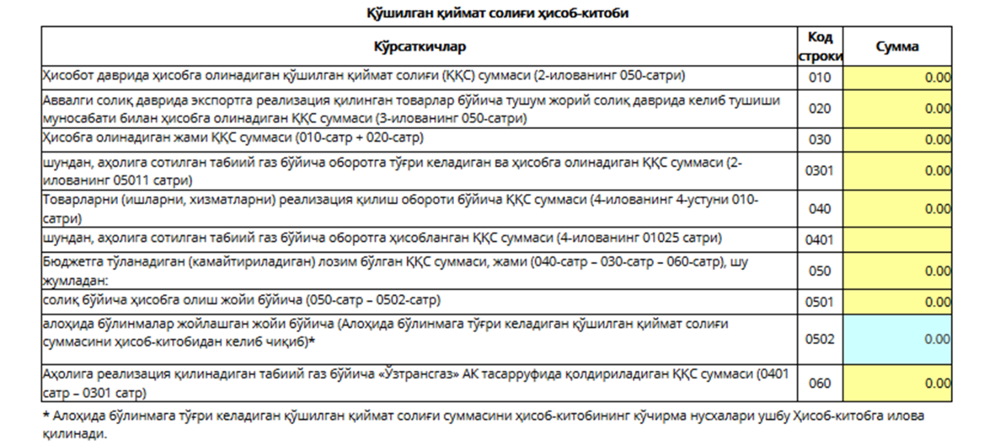 Қўшилган қиймат солиғи ҳисоб-китоби
Кўрсаткичлар
Код
строки
Сумма
Ҳисобот даврида ҳисобга олинадиган қўшилган қиймат солиғи (ҚҚС) суммаси (2-илованинг 050-сатри)
010
0.00
Аввалги солиқ даврида экспортга реализация қилинган товарлар бўйича тушум жорий солиқ даврида келиб тушиши
муносабати билан ҳисобга олинадиган ҚҚС суммаси (3-илованинг 050-сатри)
020
0.00
Ҳисобга олинадиган жами ҚҚС суммаси (010-сатр + 020-сатр)
030
0.00
шундан, аҳолига сотилган табиий газ бўйича оборотга тўғри келадиган ва ҳисобга олинадиган ҚҚС суммаси (2-
илованинг 05011 сатри)
0301
0.00
Товарларни (ишларни, хизматларни) реализация қилиш обороти бўйича ҚҚС суммаси (4-илованинг 4-устуни 010-
сатри)
040
0.00
шундан, аҳолига сотилган табиий газ бўйича оборотга ҳисобланган ҚҚС суммаси (4-илованинг 01025 сатри)
0401
Бюджетга тўланадиган (камайтириладиган) лозим бўлган ҚҚС суммаси, жами (040-сатр – 030-сатр – 060-сатр), шу
жумладан:
050
0.00
солиқ бўйича ҳисобга олиш жойи бўйича (050-сатр – 0502-сатр)
0501
0.00
алоҳида бўлинмалар жойлашган жойи бўйича (Алоҳида бўлинмага тўғри келадиган қўшилган қиймат солиғи
суммасини ҳисоб-китобидан келиб чиқиб)*
0502
0.00
Аҳолига реализация қилинадиган табиий газ бўйича «Ўзтрансгаз» АК тасарруфида қолдириладиган ҚҚС суммаси (0401
сатр – 0301 сатр)
060
0.00
* Алоҳида бўлинмага тўғри келадиган қўшилган қиймат солиғи суммасини ҳисоб-китобининг кўчирма нусхалари ушбу Ҳисоб-китобга илова
қилинади.